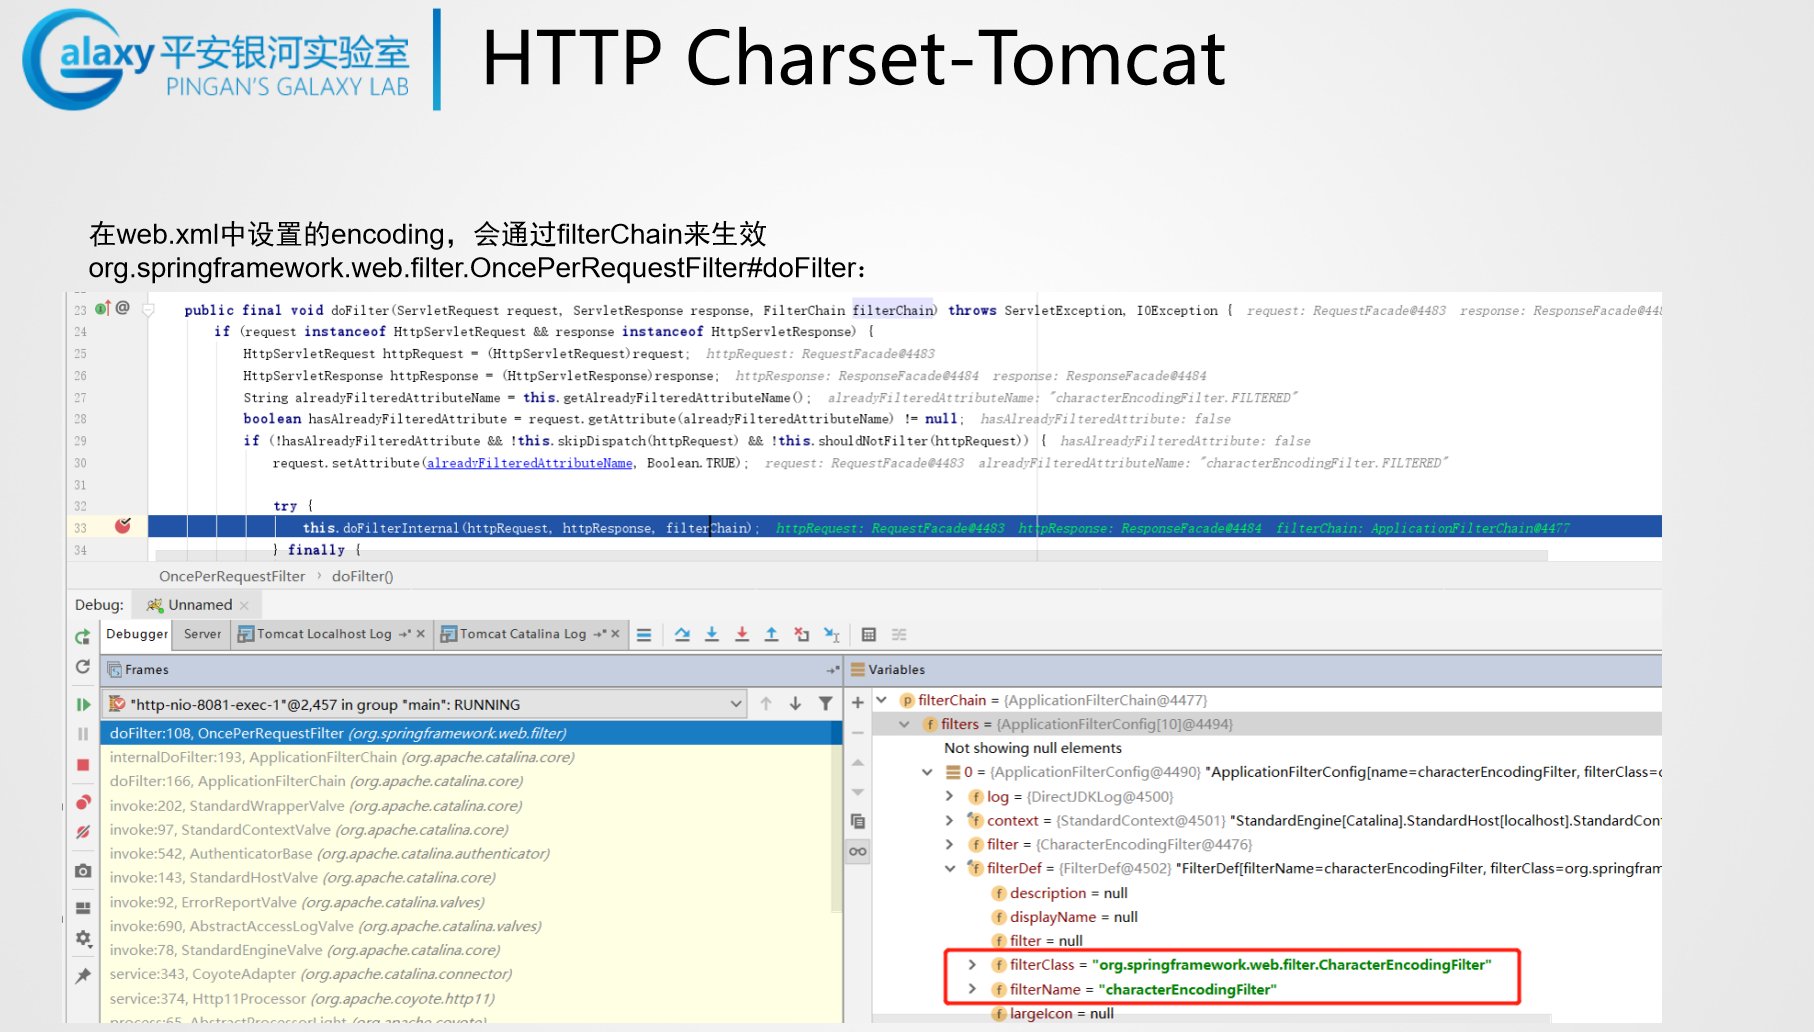 Galaxy 平安银河实验室
PINGAN'S GALAXY LAB
HTTP Charset-Tomcat
在web.xml中设置的encoding，会通过filterChain来生效
org.springframework.web.filter.OncePerRequestFilter#doFilter：
23 @ public final void doFilter(ServletRequest request, ServletResponse response, FilterChain filterChain) throws ServletException, IOException { request: RequestFacade@4483 response: ResponseFacade@448
24 if (request instanceof HttpServletRequest && response instanceof HttpServletResponse) {
25 HttpServletRequest httpRequest = (HttpServletRequest)request; httpRequest: RequestFacade@4483
26 HttpServletResponse httpResponse = (HttpServletResponse)response; httpResponse: ResponseFacade@4484 response: ResponseFacade@4484
27 String alreadyFilteredAttributeName = this.getAlreadyFilteredAttributeName(); alreadyFilteredAttributeName: "characterEncodingFilter.FILTERED"
28 boolean hasAlreadyFilteredAttribute = request.getAttribute(alreadyFilteredAttributeName) != null; hasAlreadyFilteredAttribute: false
29 if (!hasAlreadyFilteredAttribute && !this.skipDispatch(httpRequest) && !this.shouldNotFilter(httpRequest)) { hasAlreadyFilteredAttribute: false
30 request.setAttribute(alreadyFilteredAttributeName, Boolean.TRUE); request: RequestFacade@4483 alreadyFilteredAttributeName: "characterEncodingFilter.FILTERED"
31
32 try {
33 this.doFilterInternal(httpRequest, httpResponse, filterChain); httpRequest: RequestFacade@4483 httpResponse: ResponseFacade@4484 filterChain: ApplicationFilterChain@4477
34 } finally {
OncePerRequestFilter › doFilter()
Debug: Unnamed
Debugger Server Tomcat Localhost Log Tomcat Catalina Log
Frames
"http-nio-8081-exec-1"@2,457 in group "main": RUNNING
doFilter:108, OncePerRequestFilter (org.springframework.web.filter)
internalDoFilter:193, ApplicationFilterChain (org.apache.catalina.core)
doFilter:166, ApplicationFilterChain (org.apache.catalina.core)
invoke:202, StandardWrapperValve (org.apache.catalina.core)
invoke:97, StandardContextValve (org.apache.catalina.core)
invoke:542, AuthenticatorBase (org.apache.catalina.authenticator)
invoke:143, StandardHostValve (org.apache.catalina.core)
invoke:92, ErrorReportValve (org.apache.catalina.valves)
invoke:690, AbstractAccessLogValve (org.apache.catalina.valves)
invoke:78, StandardEngineValve (org.apache.catalina.core)
service:343, CoyoteAdapter (org.apache.catalina.connector)
service:374, Http11Processor (org.apache.coyote.http11)
process:65, AbstractProcessorLight (org.apache.coyote)
Variables
filterChain = {ApplicationFilterChain@4477}
filters = {ApplicationFilterConfig[10]@4494}
Not showing null elements
0 = {ApplicationFilterConfig@4490} "ApplicationFilterConfig[name=characterEncodingFilter, filterClass=o
log = {DirectJDKLog@4500}
context = {StandardContext@4501} "StandardEngine[Catalina].StandardHost[localhost].StandardCon
filter = {CharacterEncodingFilter@4476}
filterDef = {FilterDef@4502} "FilterDef[filterName=characterEncodingFilter, filterClass=org.springfram
description = null
displayName = null
filter = null
filterClass = "org.springframework.web.filter.CharacterEncodingFilter"
filterName = "characterEncodingFilter"
largeIcon = null